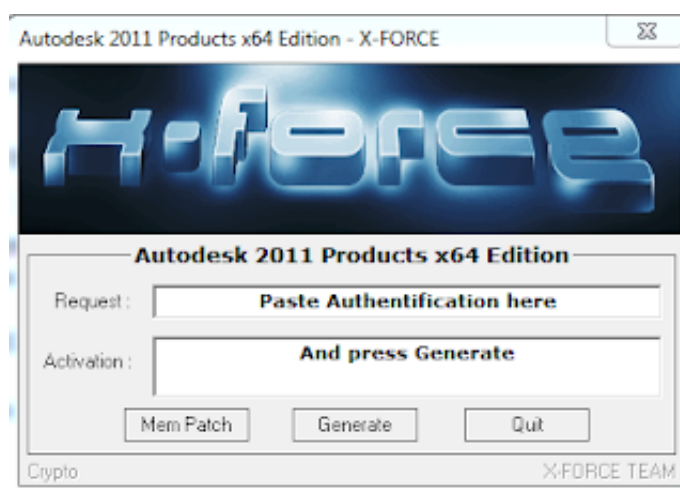 Autodesk 2011 Products x64 Edition - X-FORCE
x-force
Autodesk 2011 Products x64 Edition
Request :
Paste Authentification here
Activation :
And press Generate
Mem Patch Generate Quit
Crypto X-FORCE TEAM